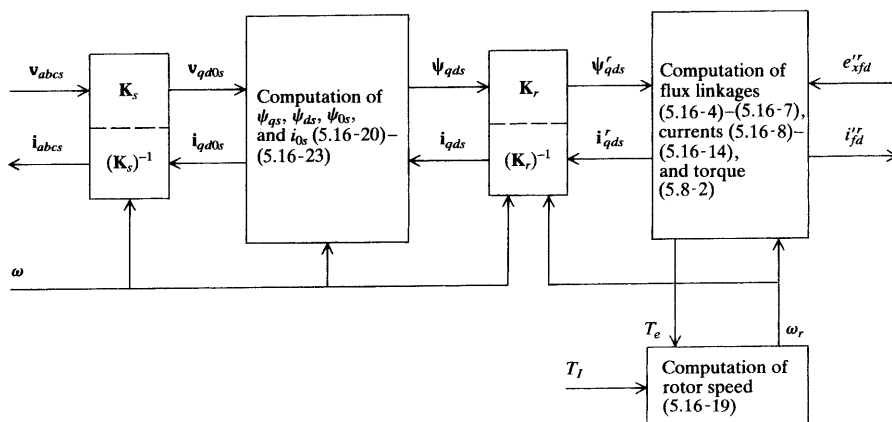 v_abcs
K_s
v_qd0s
Computation of
ψ_qs, ψ_ds, ψ_0s,
and i_0s (5.16-20)–
(5.16-23)
ψ_qds
K_r
ψ^r_qds
Computation of
flux linkages
(5.16-4)–(5.16-7),
currents (5.16-8)–
(5.16-14),
and torque
(5.8-2)
e'^r_xfd
i_abcs
(K_s)^-1
i_qd0s
i_qds
(K_r)^-1
i^r_qds
i'^r_fd
ω
T_e
ω_r
T_I
Computation of
rotor speed
(5.16-19)